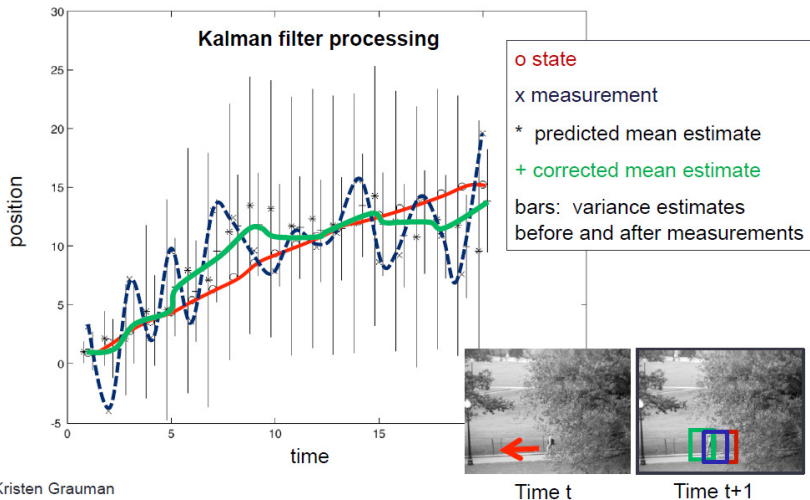 Kalman filter processing
30
25
20
15
10
5
0
-5
position
0
5
10
15
time
o state
x measurement
* predicted mean estimate
+ corrected mean estimate
bars: variance estimates
before and after measurements
Time t
Time t+1
Kristen Grauman